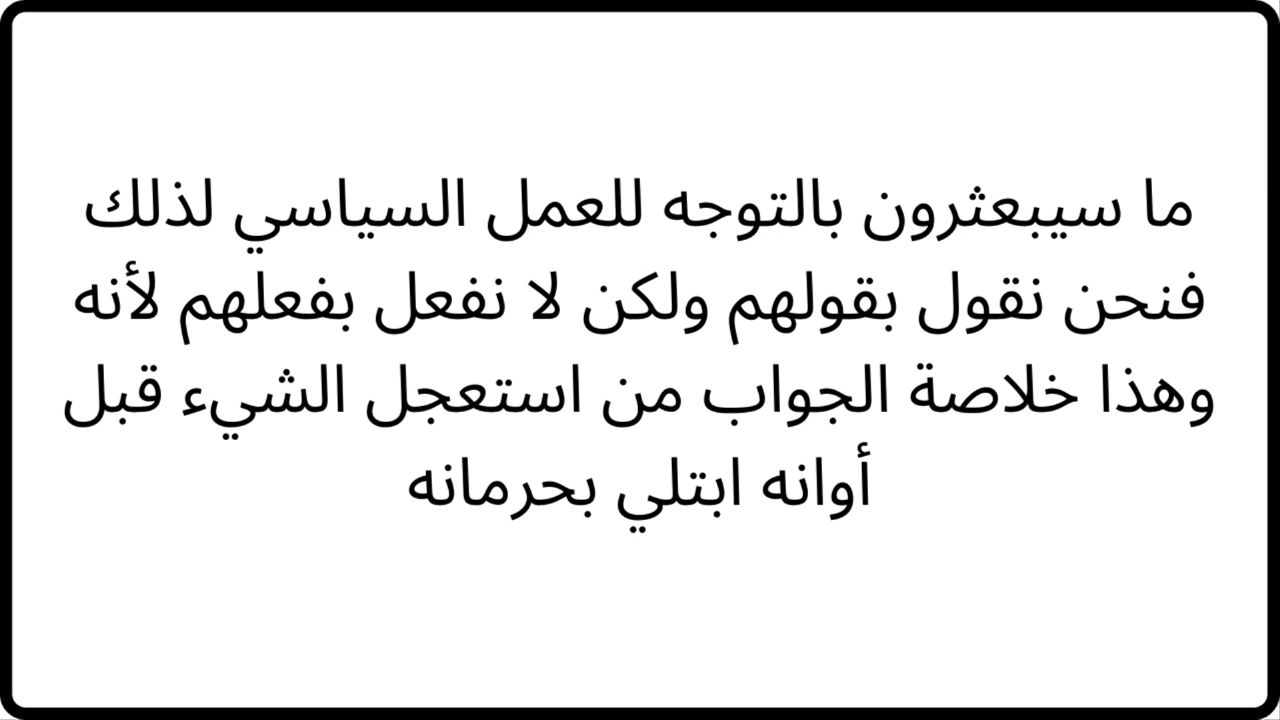 ما سيبعثرون بالتوجه للعمل السياسي لذلك
فنحن نقول بقولهم ولكن لا نفعل بفعلهم لأنه
وهذا خلاصة الجواب من استعجل الشيء قبل
أوانه ابتلي بحرمانه